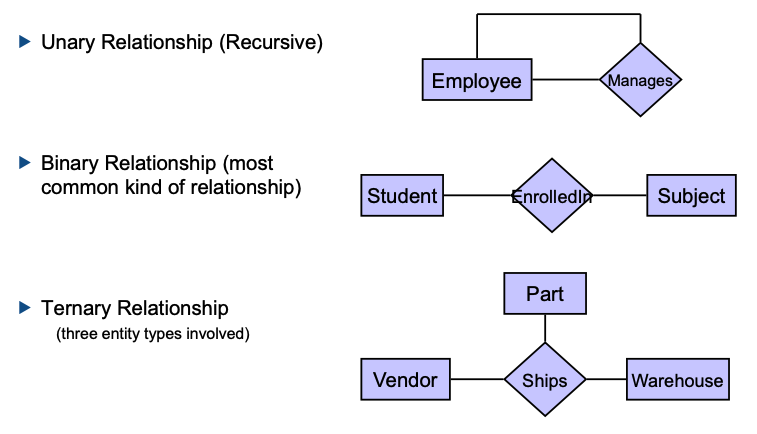 Unary Relationship (Recursive)
Employee
Manages
Binary Relationship (most
common kind of relationship)
Student
EnrolledIn
Subject
Ternary Relationship
(three entity types involved)
Part
Vendor
Ships
Warehouse